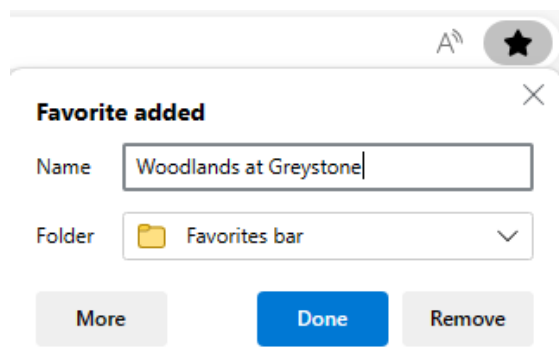 A
Favorite added
Name Woodlands at Greystone
Folder Favorites bar
More Done Remove